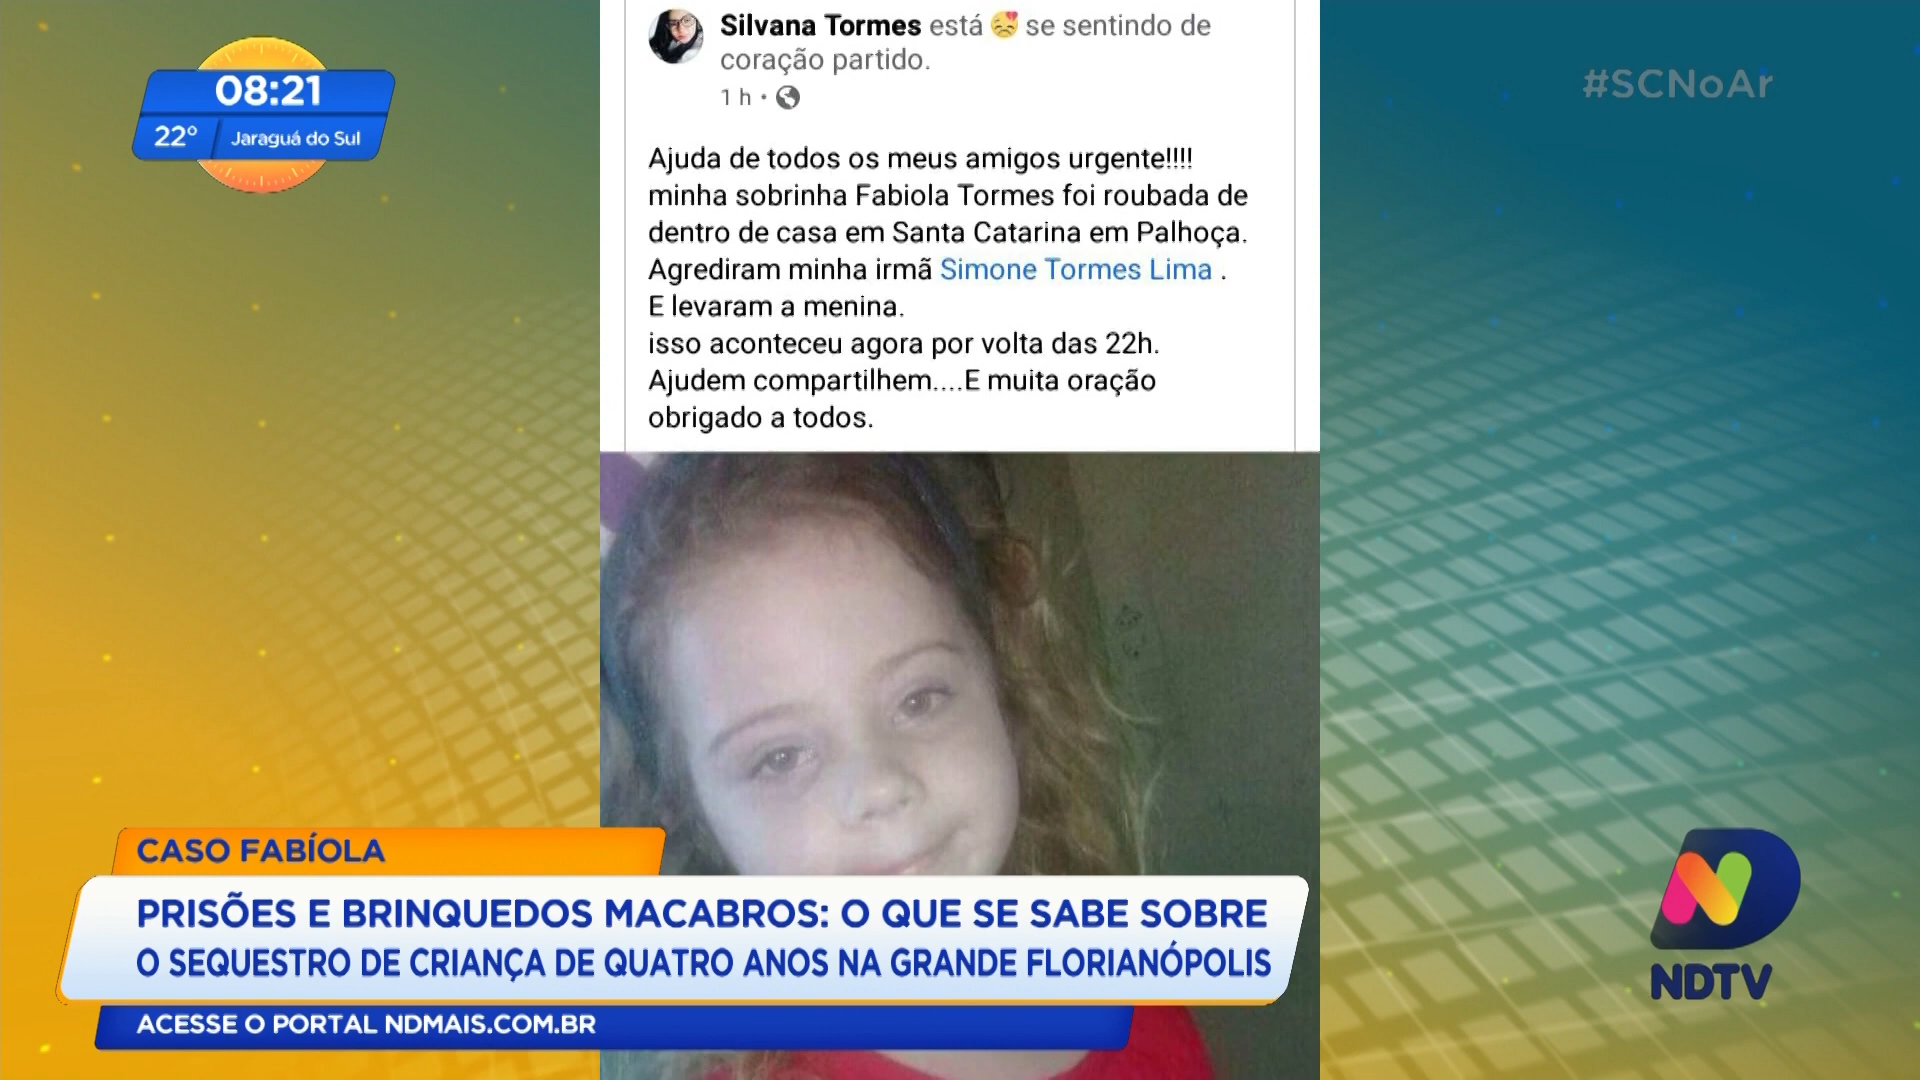 08:21
22° Jaraguá do Sul
#SCNoAr
Silvana Tormes está 🥺 se sentindo de
coração partido.
1 h ·
Ajuda de todos os meus amigos urgente!!!!
minha sobrinha Fabiola Tormes foi roubada de
dentro de casa em Santa Catarina em Palhoça.
Agrediram minha irmã Simone Tormes Lima .
E levaram a menina.
isso aconteceu agora por volta das 22h.
Ajudem compartilhem....E muita oração
obrigado a todos.
CASO FABÍOLA
PRISÕES E BRINQUEDOS MACABROS: O QUE SE SABE SOBRE
O SEQUESTRO DE CRIANÇA DE QUATRO ANOS NA GRANDE FLORIANÓPOLIS
ACESSE O PORTAL NDMAIS.COM.BR
NDTV